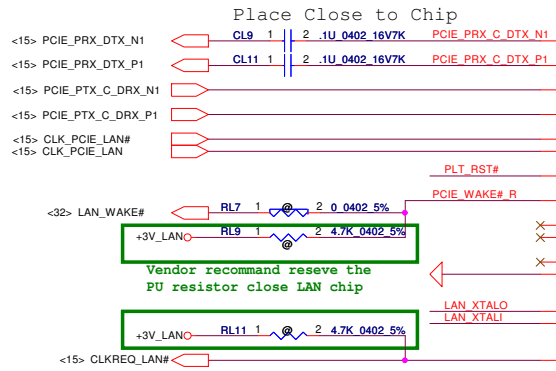 Place Close to Chip
<15> PCIE_PRX_DTX_N1 CL9 1 2 .1U_0402_16V7K PCIE_PRX_C_DTX_N1
<15> PCIE_PRX_DTX_P1 CL11 1 2 .1U_0402_16V7K PCIE_PRX_C_DTX_P1
<15> PCIE_PTX_C_DRX_N1
<15> PCIE_PTX_C_DRX_P1
<15> CLK_PCIE_LAN#
<15> CLK_PCIE_LAN
PLT_RST#
PCIE_WAKE#_R
<32> LAN_WAKE# RL7 1 @ 2 0_0402_5%
+3V_LAN RL9 1 @ 2 4.7K_0402_5%
Vendor recommand reseve the
PU resistor close LAN chip
LAN_XTALO
LAN_XTALI
+3V_LAN RL11 1 @ 2 4.7K_0402_5%
<15> CLKREQ_LAN#